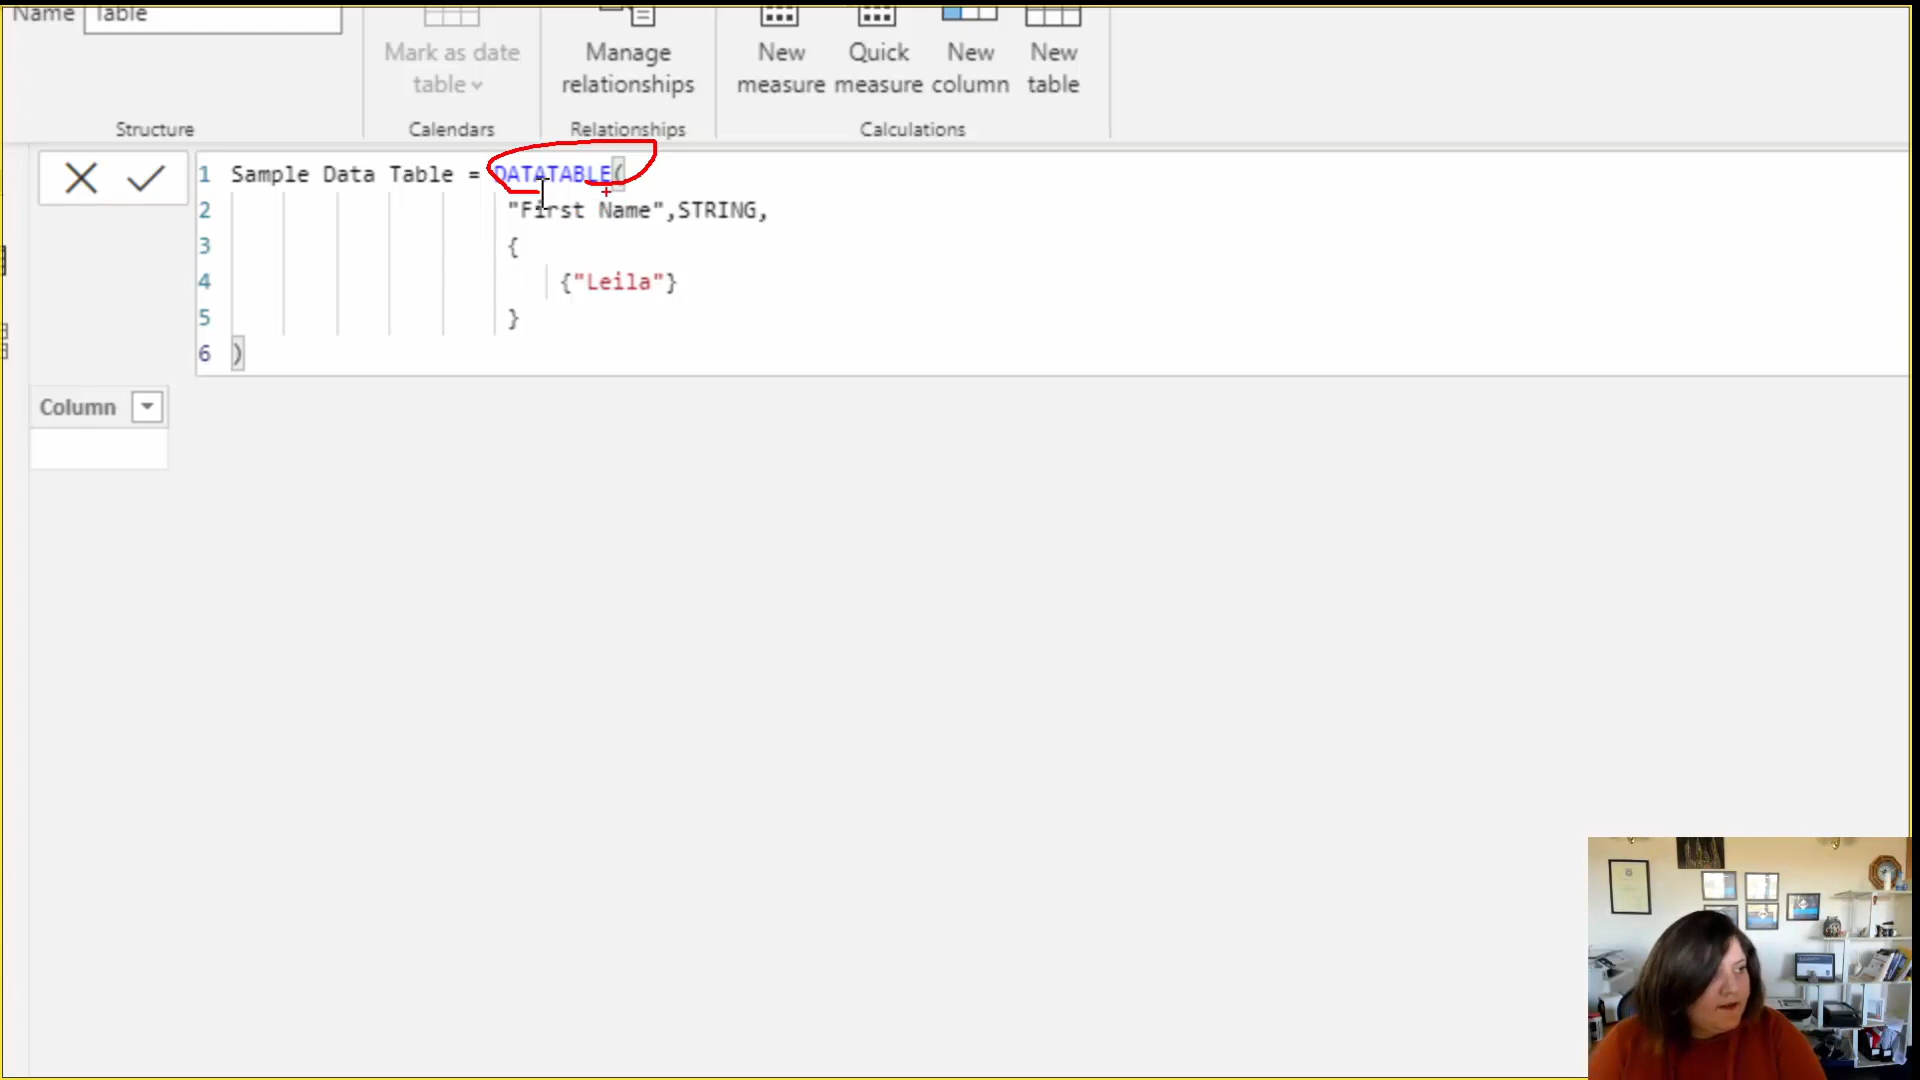 Name Table
Mark as date table
Manage relationships
New measure
Quick measure
New column
New table
Structure
Calendars
Relationships
Calculations
1 Sample Data Table = DATATABLE(
2 "First Name",STRING,
3 {
4 {"Leila"}
5 }
6 )
Column